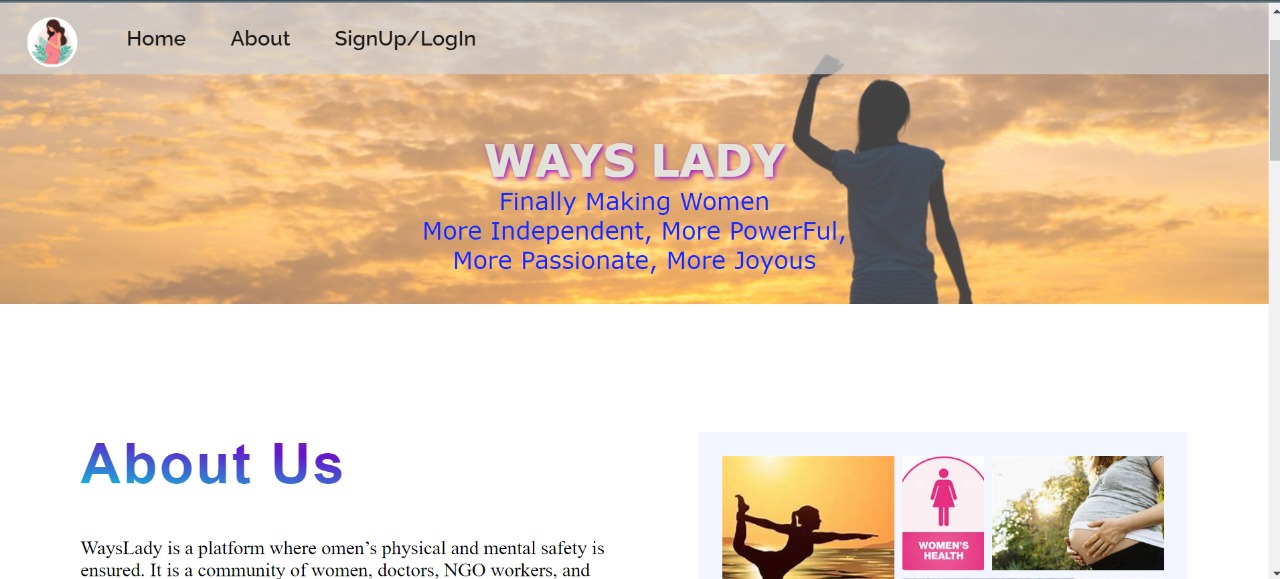 Home About SignUp/LogIn
WAYS LADY
Finally Making Women
More Independent, More PowerFul,
More Passionate, More Joyous
About Us
WaysLady is a platform where omen’s physical and mental safety is
ensured. It is a community of women, doctors, NGO workers, and
WOMEN'S
HEALTH